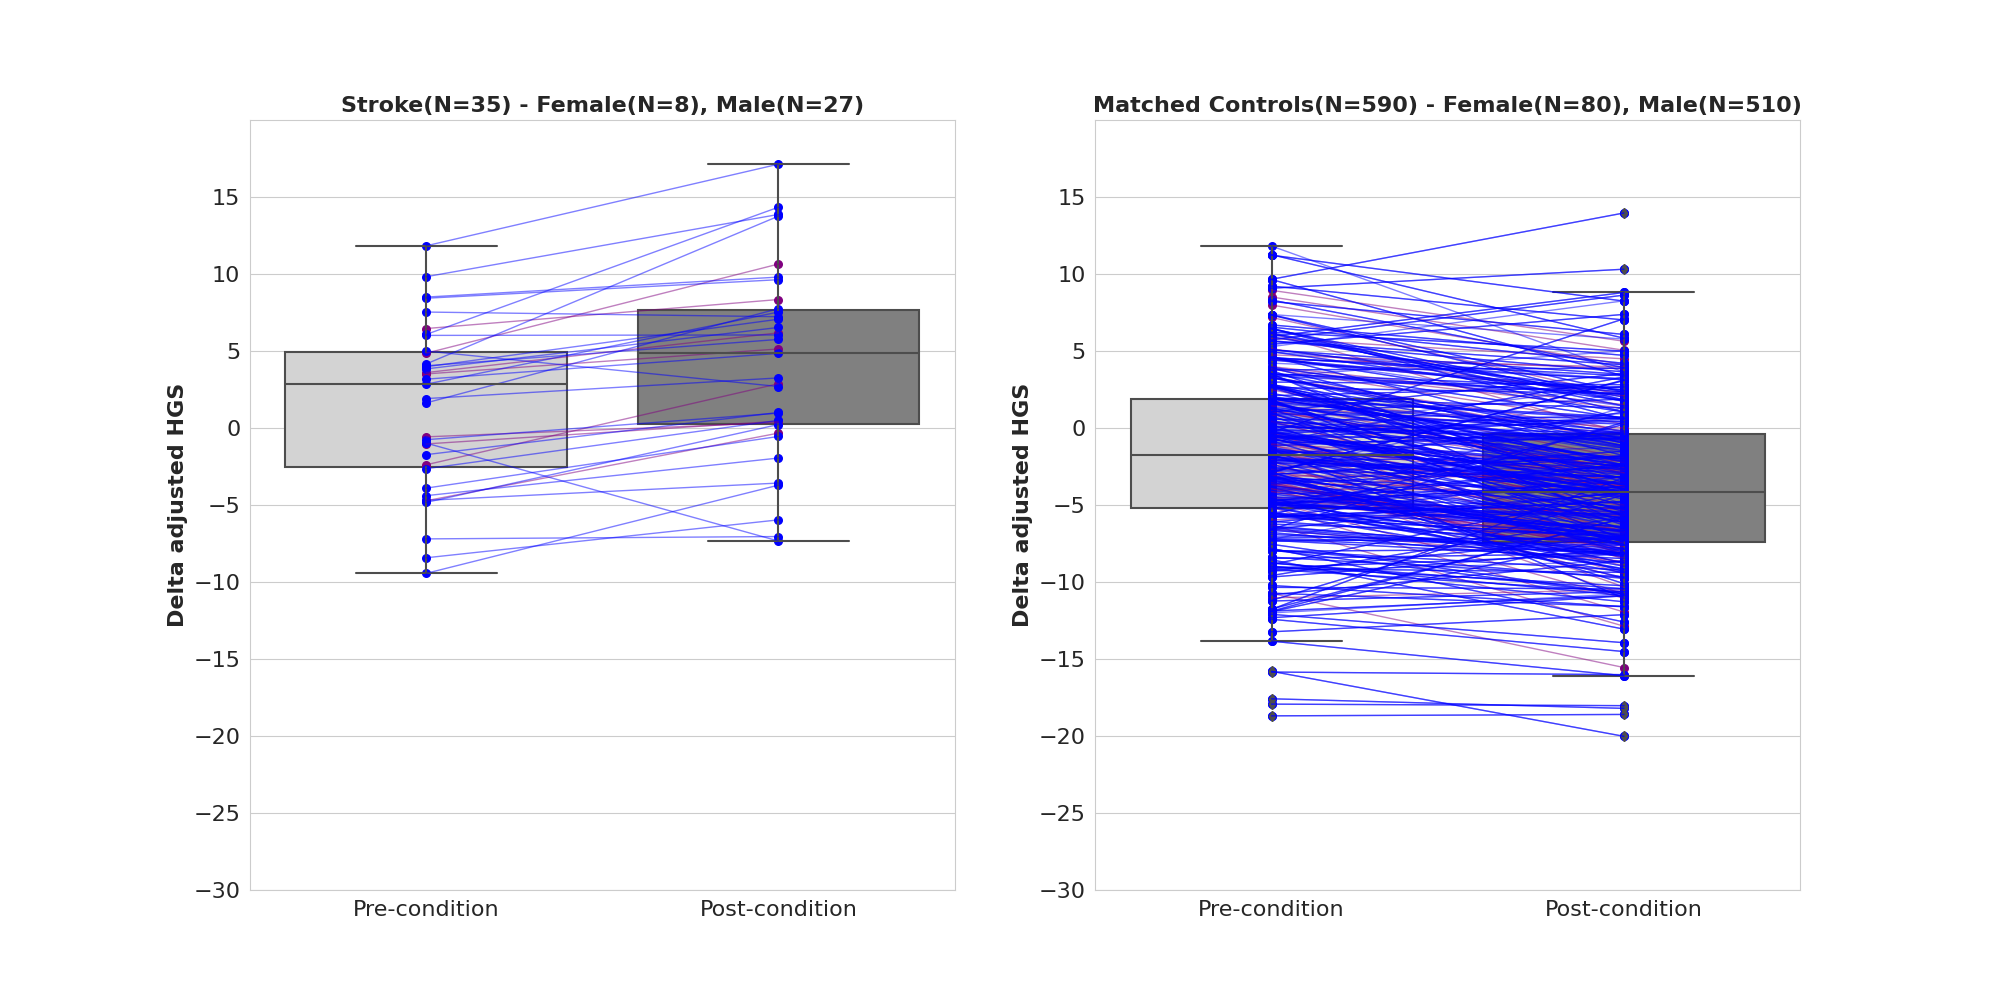 Stroke(N=35) - Female(N=8), Male(N=27)
Delta adjusted HGS
15
10
5
0
−5
−10
−15
−20
−25
−30
Pre-condition
Post-condition
Matched Controls(N=590) - Female(N=80), Male(N=510)
Delta adjusted HGS
15
10
5
0
−5
−10
−15
−20
−25
−30
Pre-condition
Post-condition